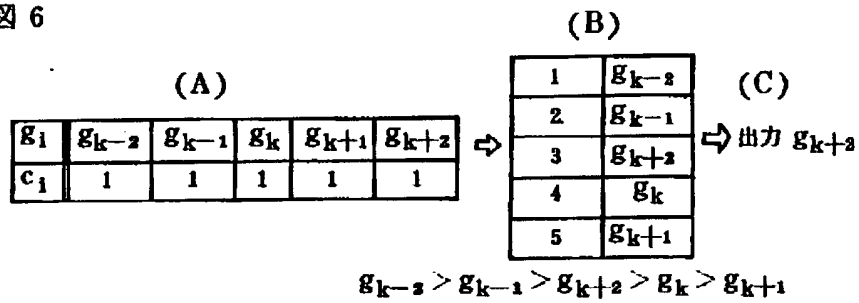 図 6
(A)
g_i g_{k-2} g_{k-1} g_k g_{k+1} g_{k+2}
c_i 1 1 1 1 1
(B)
1 g_{k-2}
2 g_{k-1}
3 g_{k+2}
4 g_k
5 g_{k+1}
(C)
出力 g_{k+2}
g_{k-2} > g_{k-1} > g_{k+2} > g_k > g_{k+1}